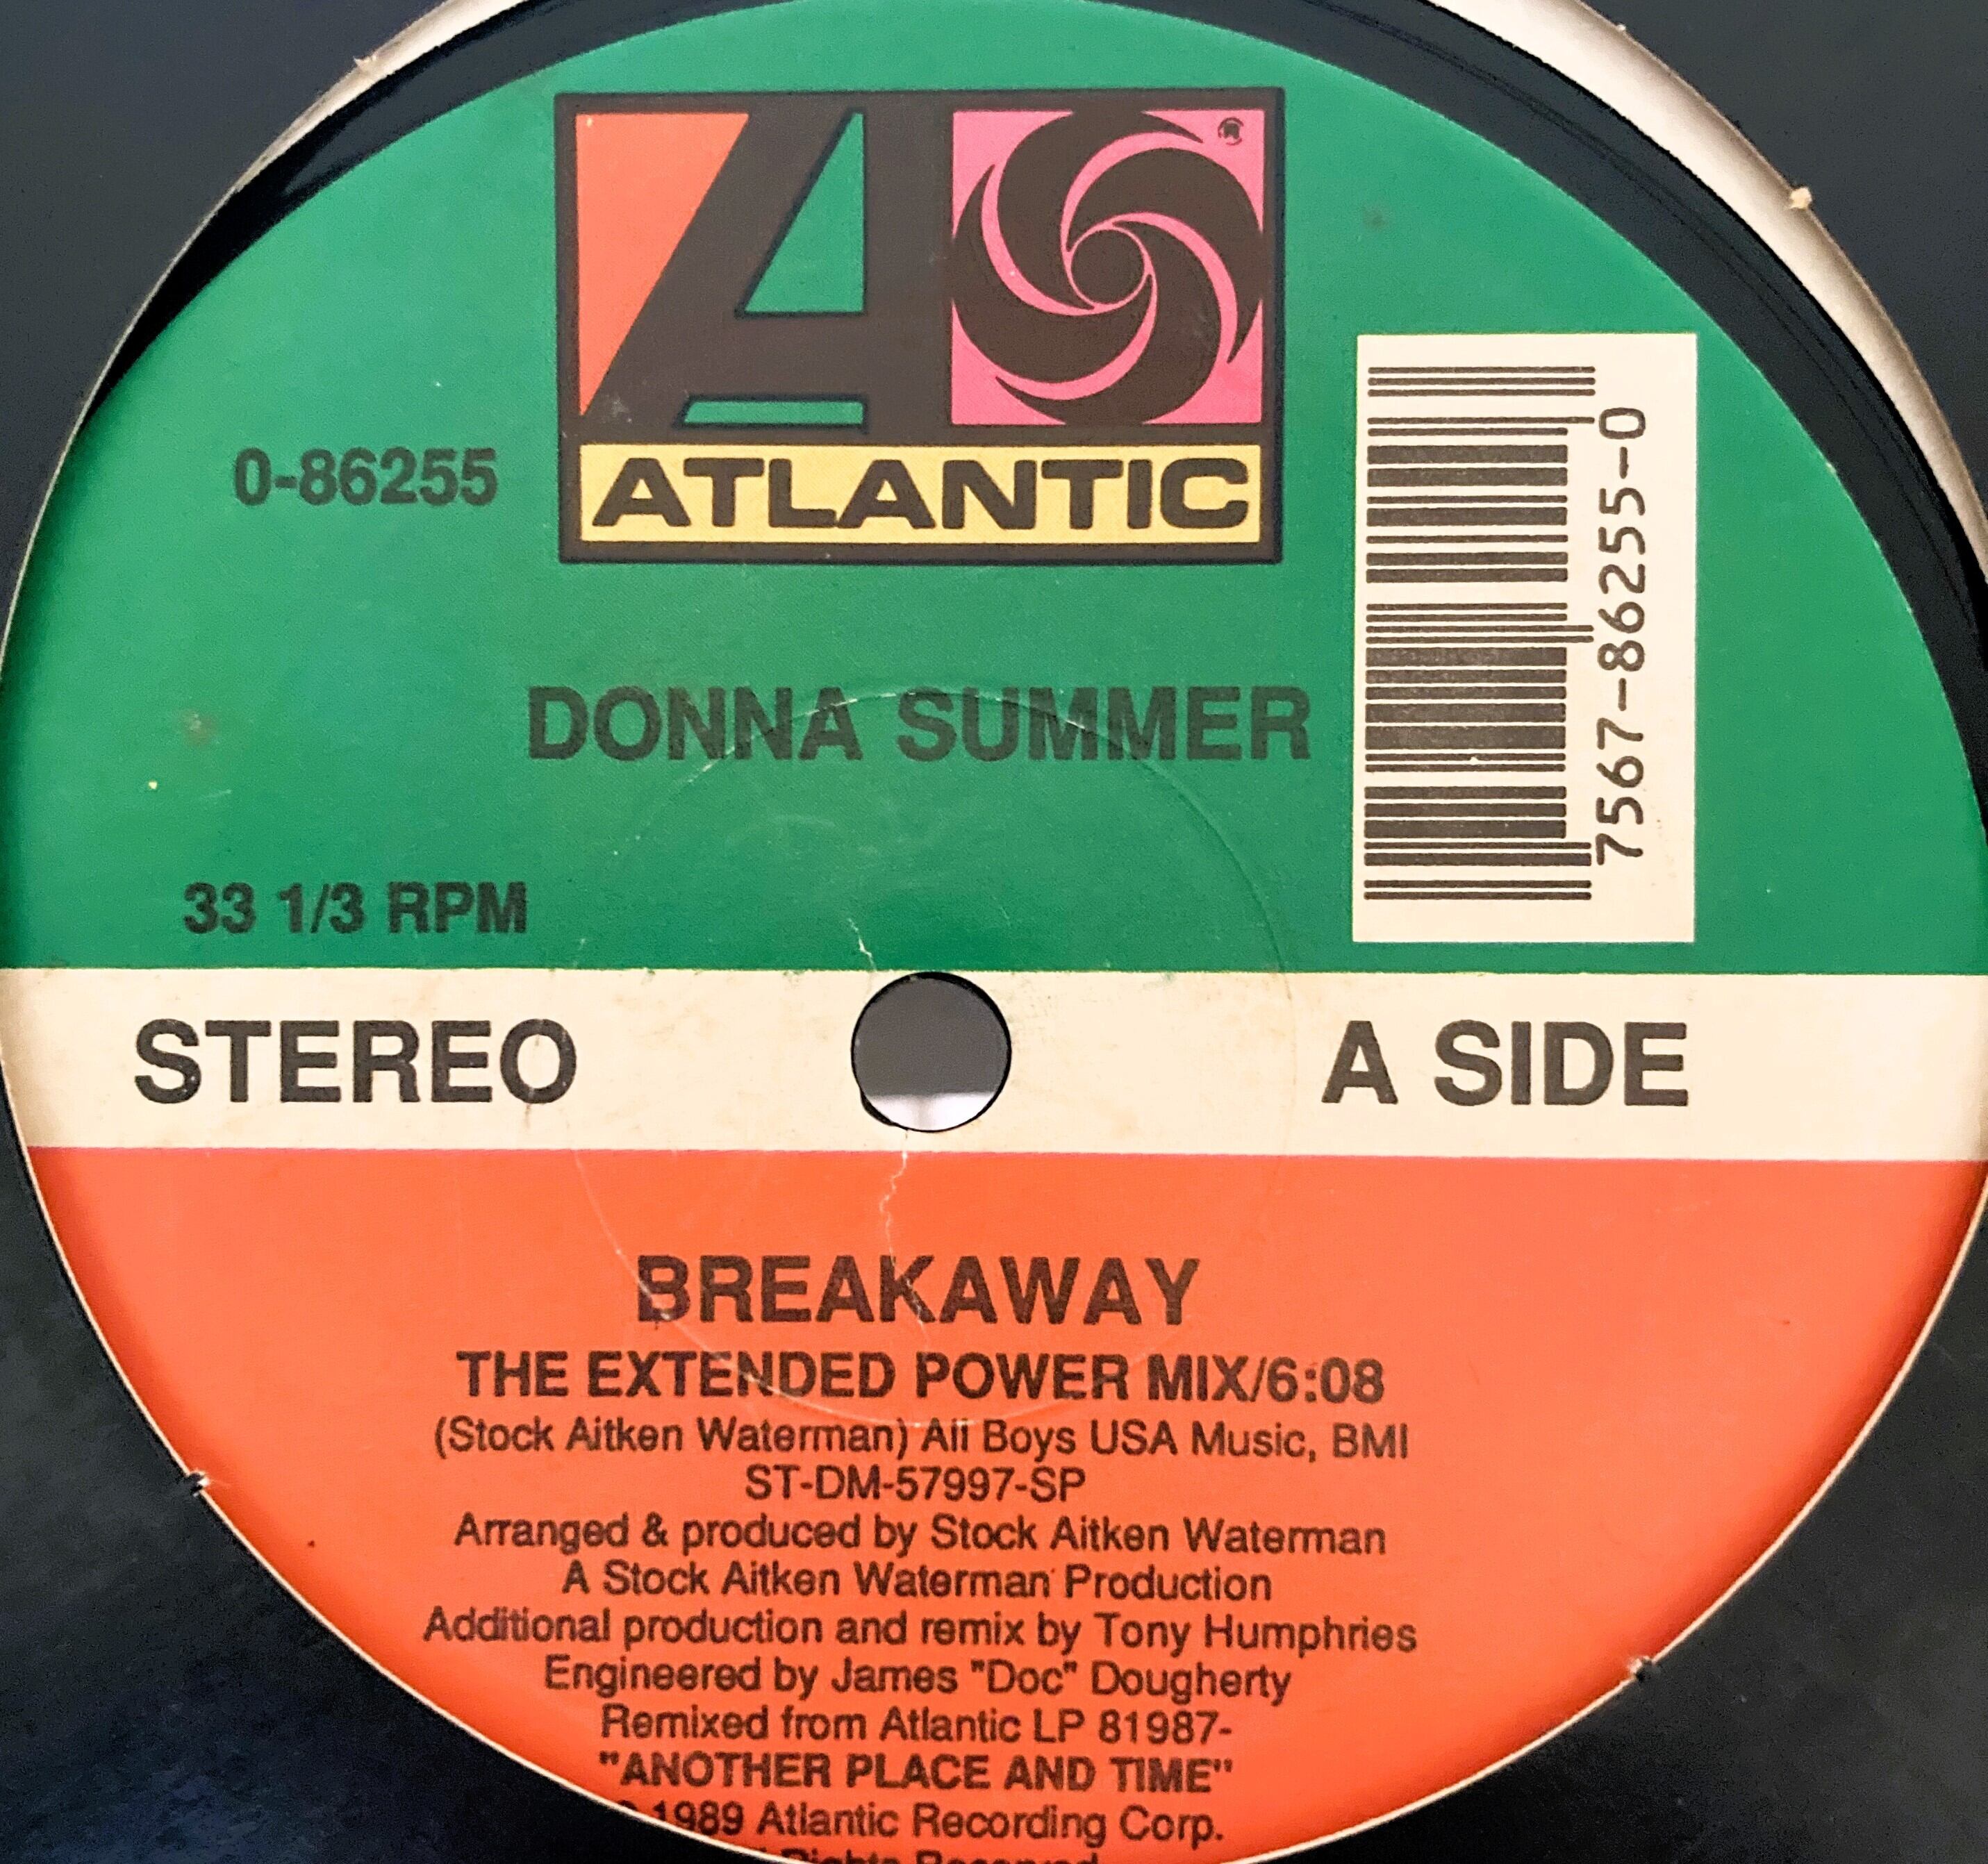 ATLANTIC
0-86255
7567-86255-0
DONNA SUMMER
33 1/3 RPM
STEREO
A SIDE
BREAKAWAY
THE EXTENDED POWER MIX/6:08
(Stock Aitken Waterman) All Boys USA Music, BMI
ST-DM-57997-SP
Arranged & produced by Stock Aitken Waterman
A Stock Aitken Waterman Production
Additional production and remix by Tony Humphries
Engineered by James "Doc" Dougherty
Remixed from Atlantic LP 81987-
"ANOTHER PLACE AND TIME"
1989 Atlantic Recording Corp.
Rights Reserved